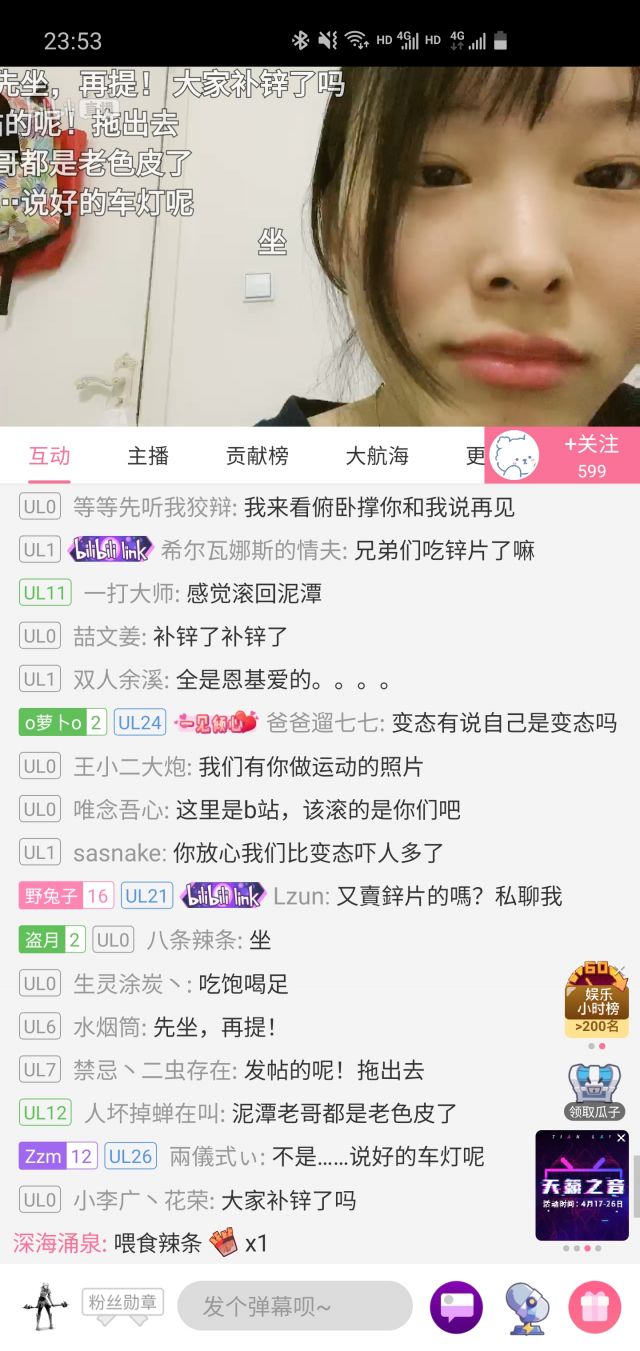 23:53
HD 4G HD 4G
先坐，再提！ 大家补锌了吗
直播
的呢！拖出去
哥都是老色皮了
…说好的车灯呢
坐
互动 主播 贡献榜 大航海 更 +关注
599
UL0 等等先听我狡辩: 我来看俯卧撑你和我说再见
UL1 bilibili link 希尔瓦娜斯的情夫: 兄弟们吃锌片了嘛
UL11 一打大师: 感觉滚回泥潭
UL0 喆文姜: 补锌了补锌了
UL1 双人余溪: 全是恩基爱的。。。。
o萝卜o 2 UL24 一见倾心 爸爸遛七七: 变态有说自己是变态吗
UL0 王小二大炮: 我们有你做运动的照片
UL0 唯念吾心: 这里是b站，该滚的是你们吧
UL1 sasnake: 你放心我们比变态吓人多了
野兔子 16 UL21 bilibili link Lzun: 又賣鋅片的嗎？私聊我
盗月 2 UL0 八条辣条: 坐
UL0 生灵涂炭丶: 吃饱喝足
UL6 水烟筒: 先坐，再提！
60
娱乐
小时榜
>200名
UL7 禁忌丶二虫存在: 发帖的呢！拖出去
领取瓜子
UL12 人坏掉蝉在叫: 泥潭老哥都是老色皮了
Zzm 12 UL26 兩儀式ぃ: 不是……说好的车灯呢
TIAN LAI
天籁之音
活动时间：4月17-26日
UL0 小李广丶花荣: 大家补锌了吗
深海涌泉: 喂食辣条 x1
粉丝勋章 发个弹幕呗~